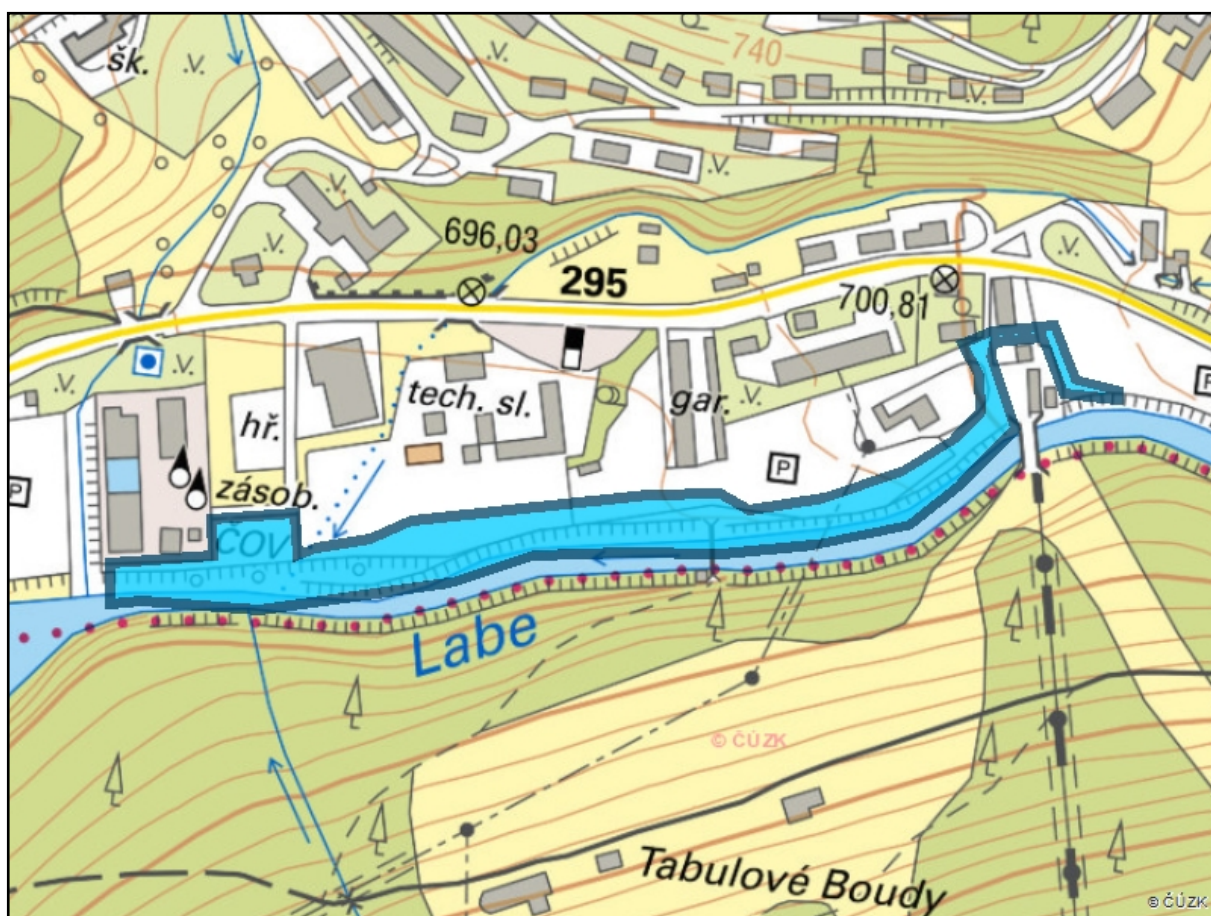 šk.
.V.
.V.
740
.V.
.V.
.V.
.V.
696,03
295
700,81
.V.
.V.
.V.
P
tech. sl.
gar.
.V.
hř.
P
P
zásob.
ČOV
Labe
© ČÚZK
Tabulové Boudy
© ČÚZK